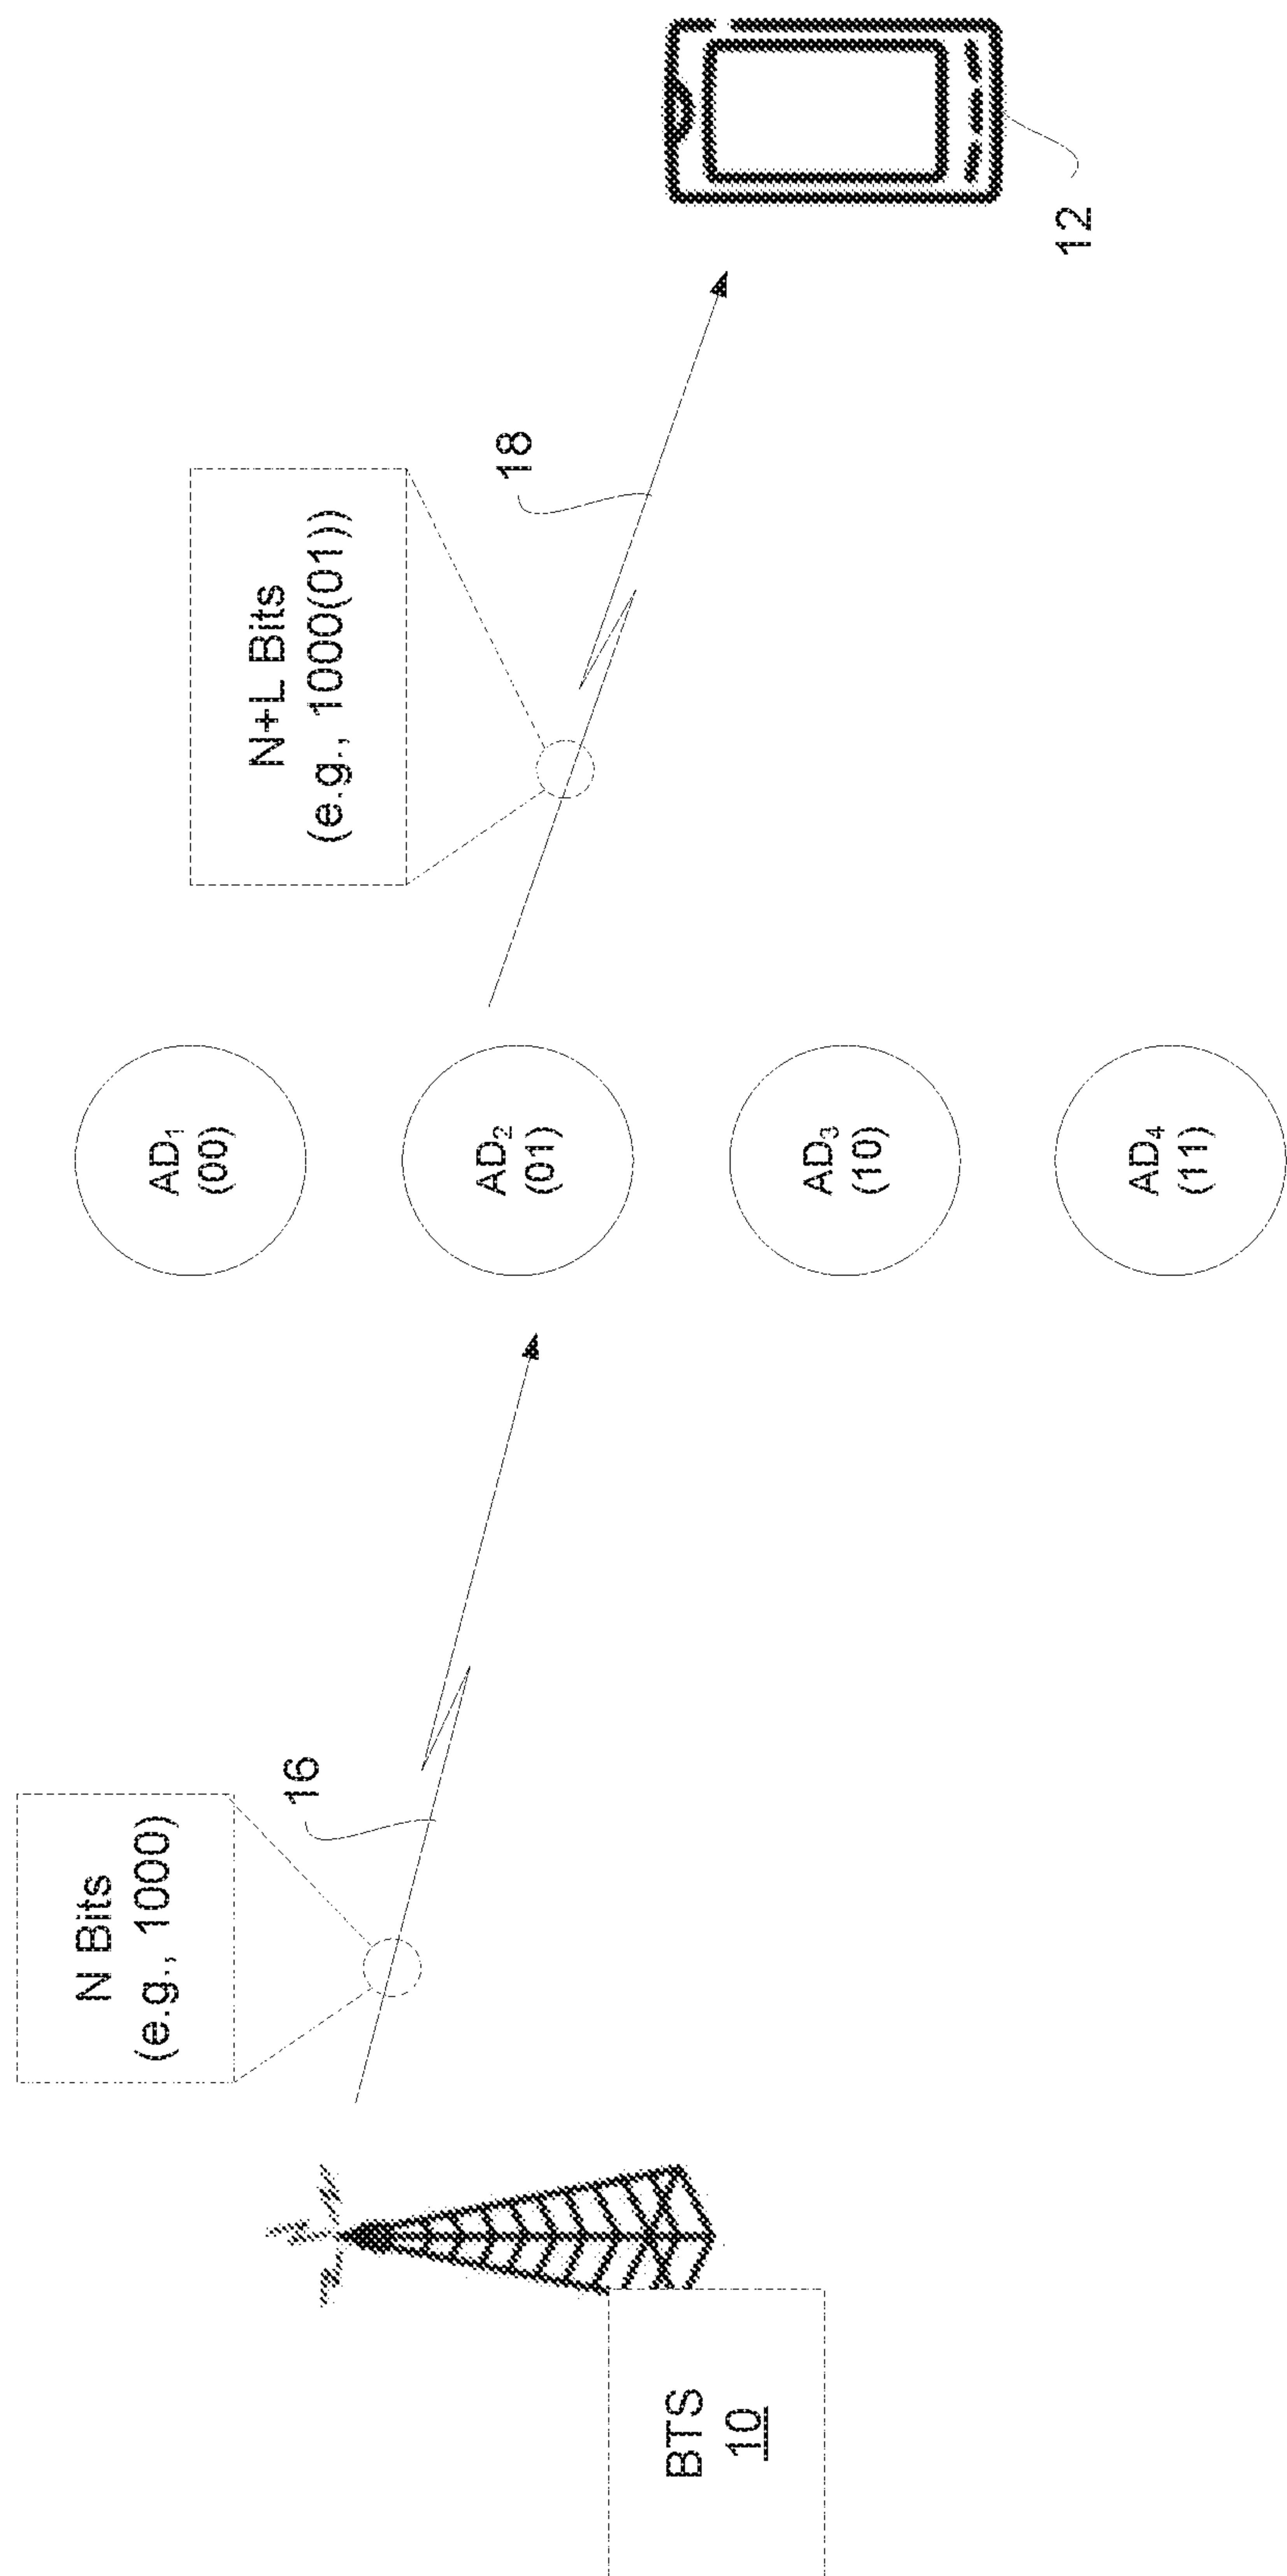 N Bits
(e.g., 1000)
16
BTS
10
AD₁
(00)
AD₂
(01)
AD₃
(10)
AD₄
(11)
N+L Bits
(e.g., 1000(01))
18
12